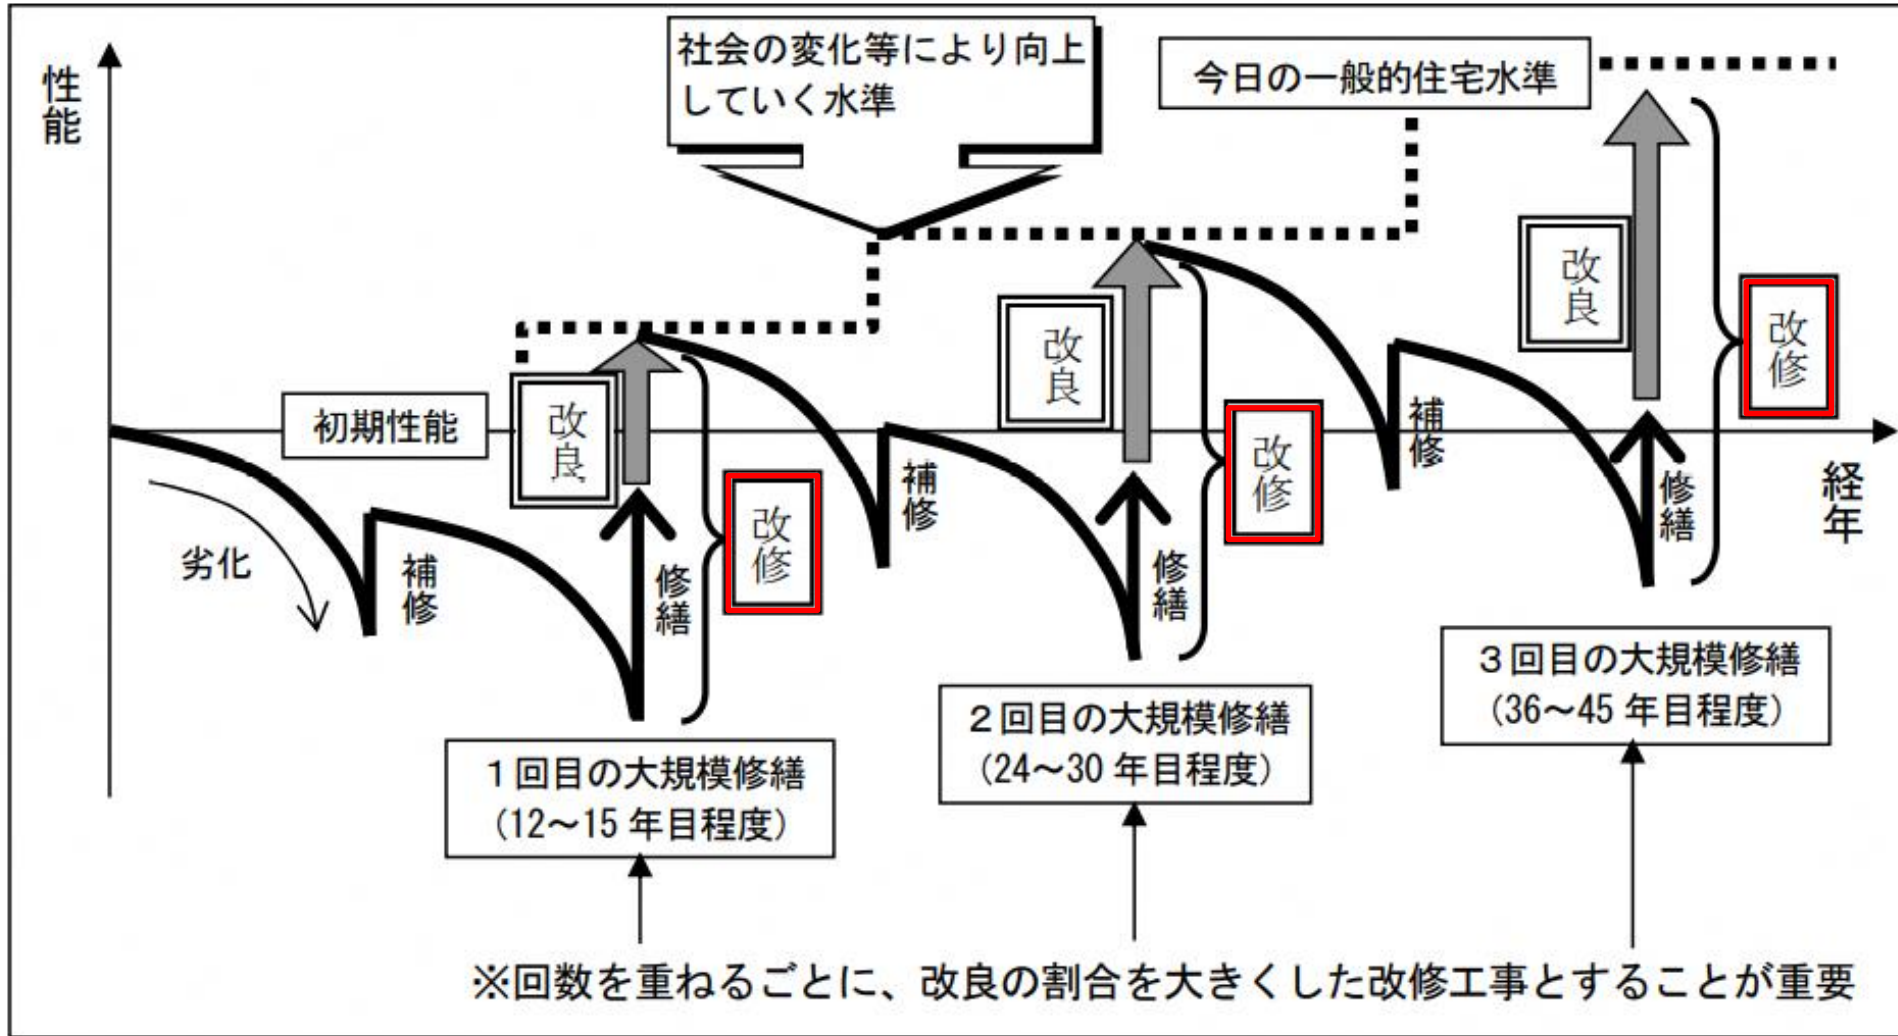 社会の変化等により向上
していく水準
今日の一般的住宅水準
性能
初期性能
改良
改良
改良
改修
改修
改修
劣化
補修
修繕
補修
修繕
補修
修繕
経年
1回目の大規模修繕
(12～15年目程度)
2回目の大規模修繕
(24～30年目程度)
3回目の大規模修繕
(36～45年目程度)
※回数を重ねるごとに、改良の割合を大きくした改修工事とすることが重要